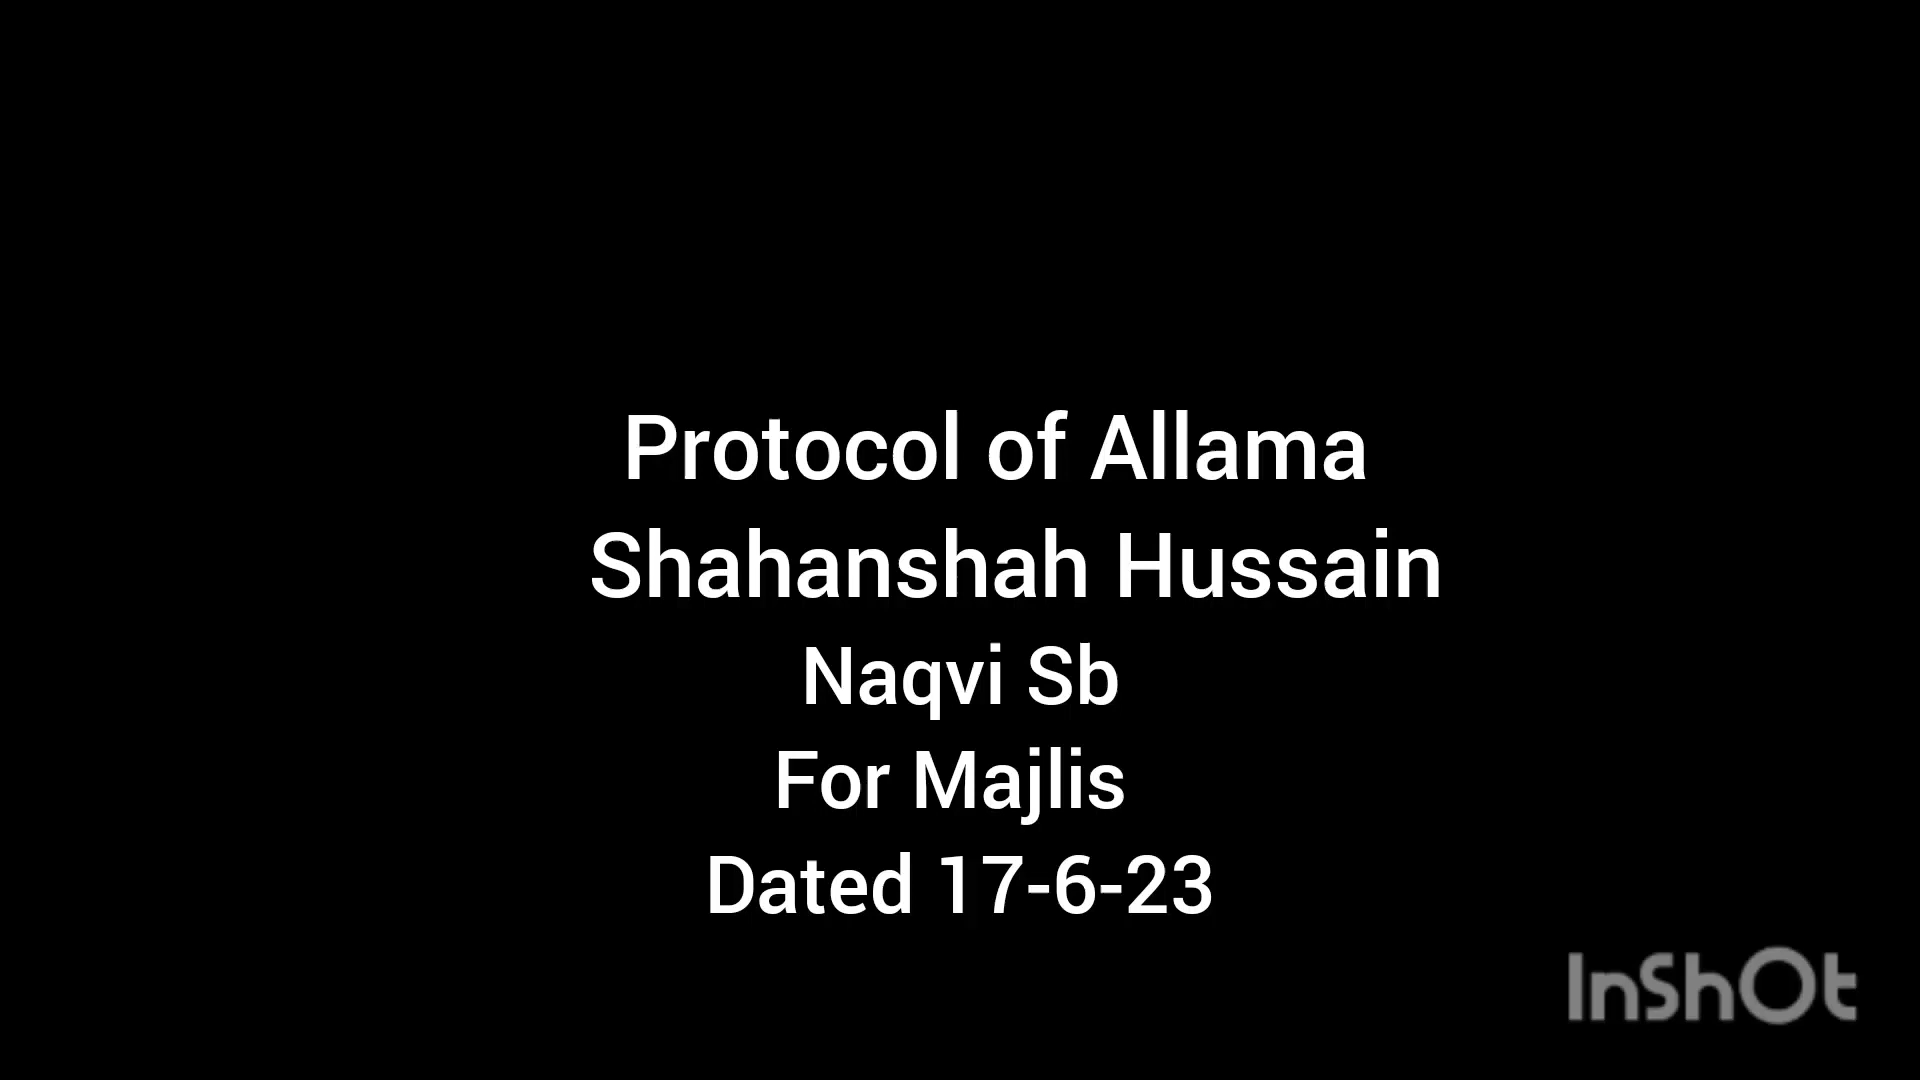 Protocol of Allama
Shahanshah Hussain
Naqvi Sb
For Majlis
Dated 17-6-23
InShOt